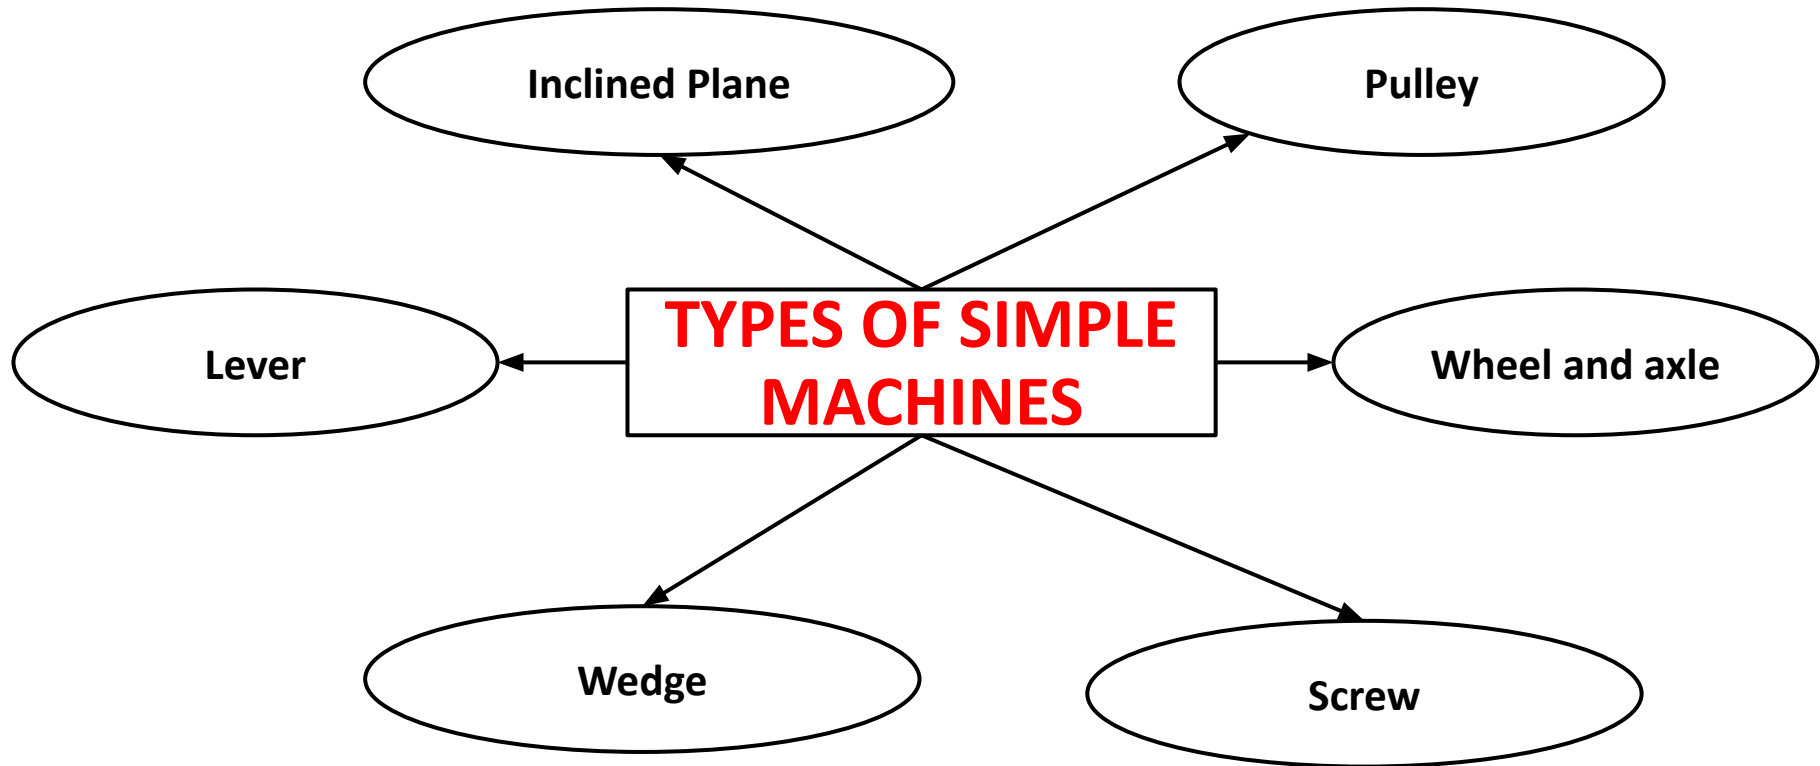 Inclined Plane
Pulley
TYPES OF SIMPLE
MACHINES
Lever
Wheel and axle
Wedge
Screw